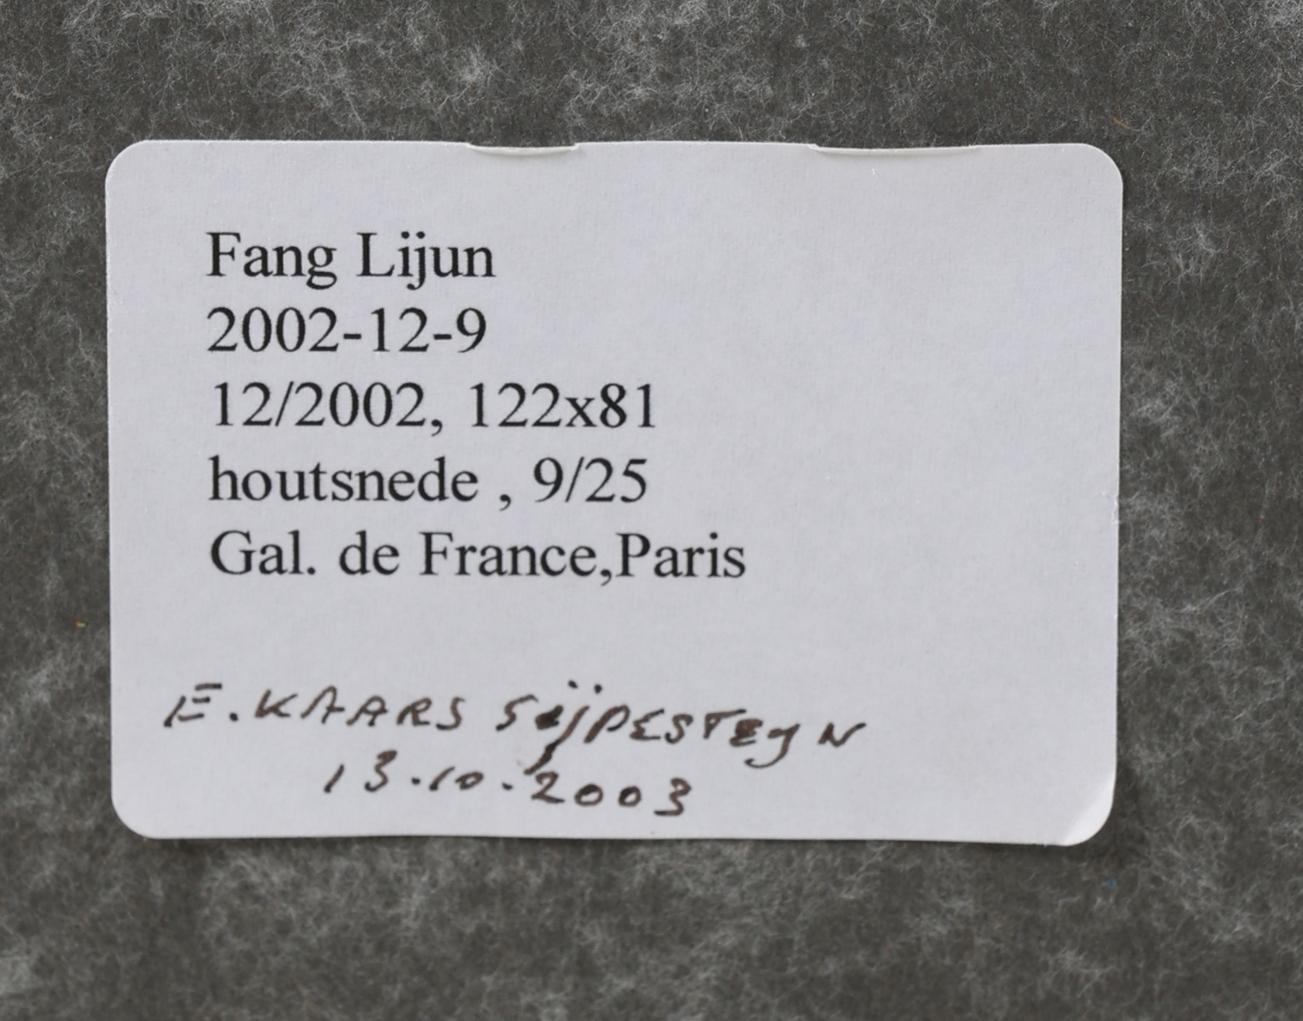 Fang Lijun
2002-12-9
12/2002, 122x81
houtsnede , 9/25
Gal. de France,Paris
E. KAARS SijPESTEyN
13.10.2003